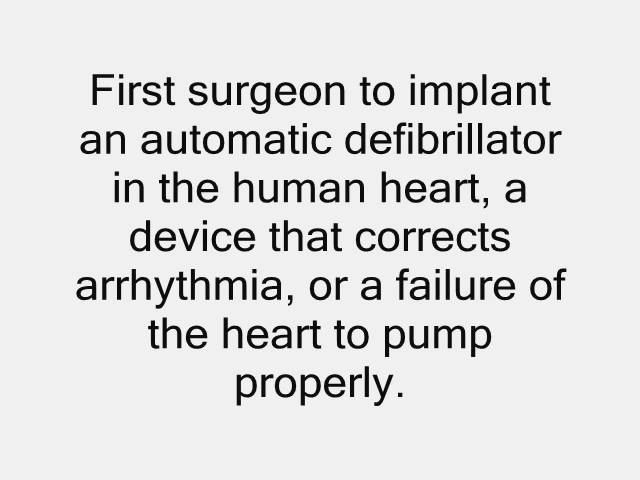 First surgeon to implant
an automatic defibrillator
in the human heart, a
device that corrects
arrhythmia, or a failure of
the heart to pump
properly.